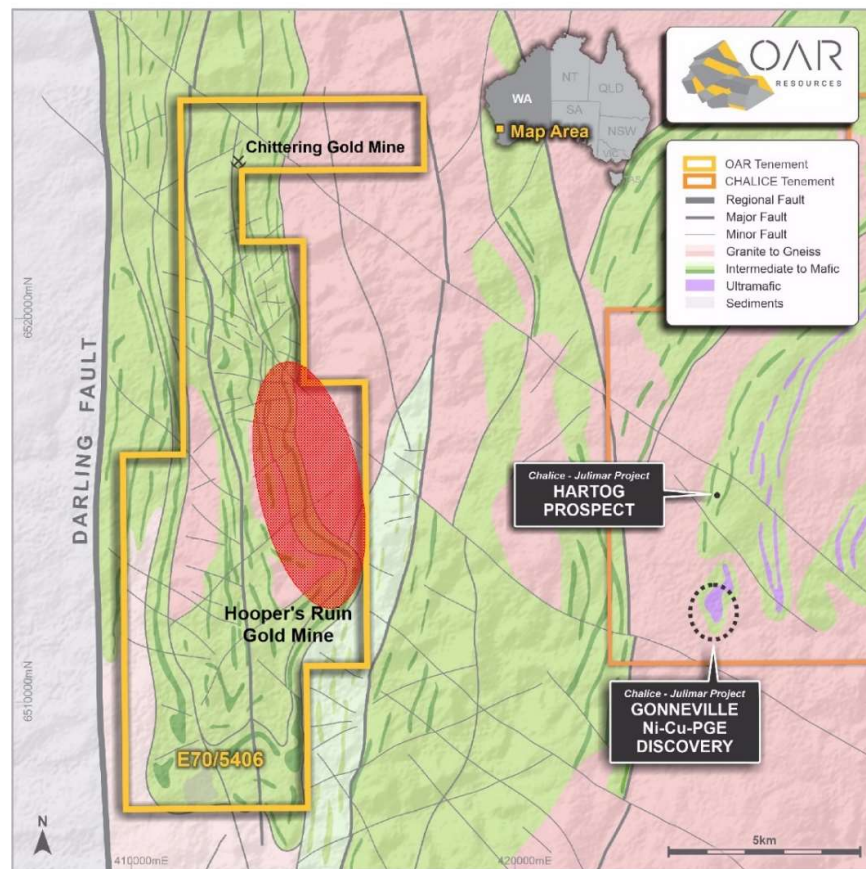 OAR
RESOURCES
NT
QLD
WA
SA
NSW
Map Area
Chittering Gold Mine
OAR Tenement
CHALICE Tenement
Regional Fault
Major Fault
Minor Fault
Granite to Gneiss
Intermediate to Mafic
Ultramafic
Sediments
6520000mN
DARLING FAULT
Chalice - Julimar Project
HARTOG
PROSPECT
Hooper's Ruin
Gold Mine
Chalice - Julimar Project
GONNEVILLE
Ni-Cu-PGE
DISCOVERY
6510000mN
E70/5406
N
410000mE
420000mE
5km